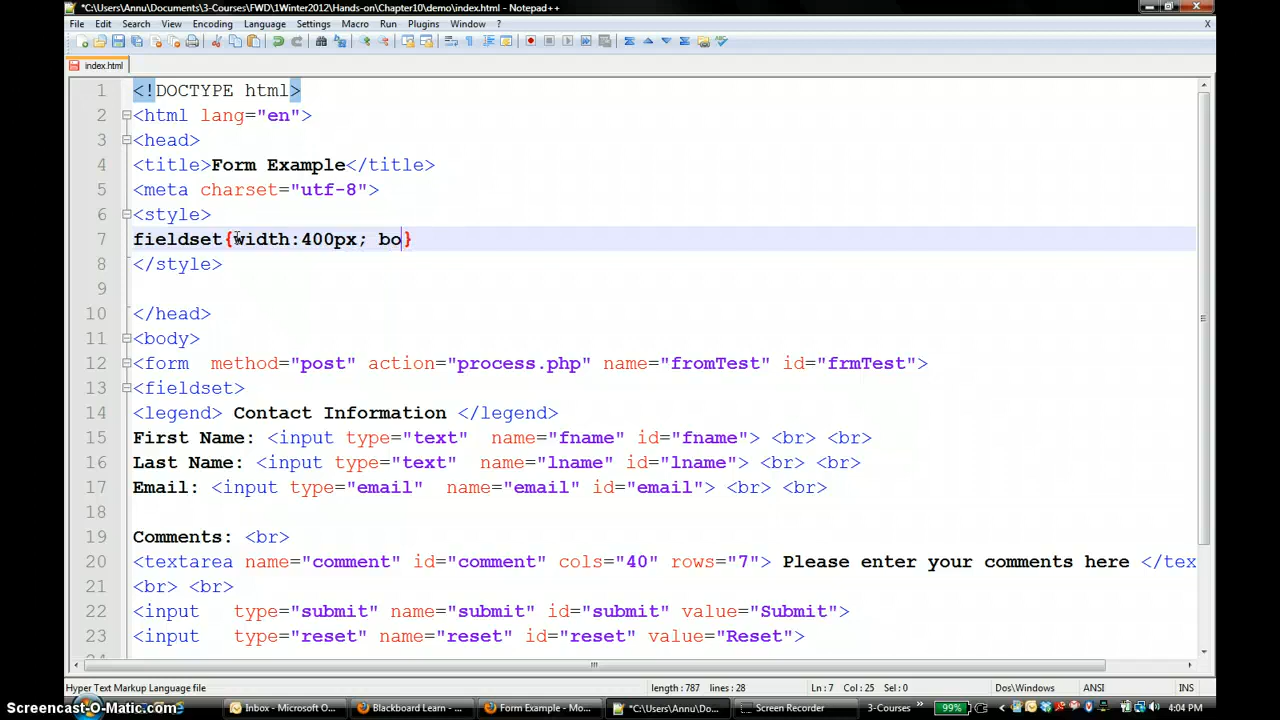 *C:\Users\Annu\Documents\3-Courses\FWD\1Winter2012\Hands-on\Chapter10\demo\index.html - Notepad++
File Edit Search View Encoding Language Settings Macro Run Plugins Window ? X
index.html
1 <!DOCTYPE html>
2 <html lang="en">
3 <head>
4 <title>Form Example</title>
5 <meta charset="utf-8">
6 <style>
7 fieldset{width:400px; bo}
8 </style>
9
10 </head>
11 <body>
12 <form method="post" action="process.php" name="fromTest" id="frmTest">
13 <fieldset>
14 <legend> Contact Information </legend>
15 First Name: <input type="text" name="fname" id="fname"> <br> <br>
16 Last Name: <input type="text" name="lname" id="lname"> <br> <br>
17 Email: <input type="email" name="email" id="email"> <br> <br>
18
19 Comments: <br>
20 <textarea name="comment" id="comment" cols="40" rows="7"> Please enter your comments here </tex
21 <br> <br>
22 <input type="submit" name="submit" id="submit" value="Submit">
23 <input type="reset" name="reset" id="reset" value="Reset">
Hyper Text Markup Language file length : 787 lines : 28 Ln : 7 Col : 25 Sel : 0 Dos\Windows ANSI INS
Screencast-O-Matic.com Inbox - Microsoft O... Blackboard Learn - ... Form Example - Mo... *C:\Users\Annu\Do... Screen Recorder 3-Courses 99% 4:04 PM